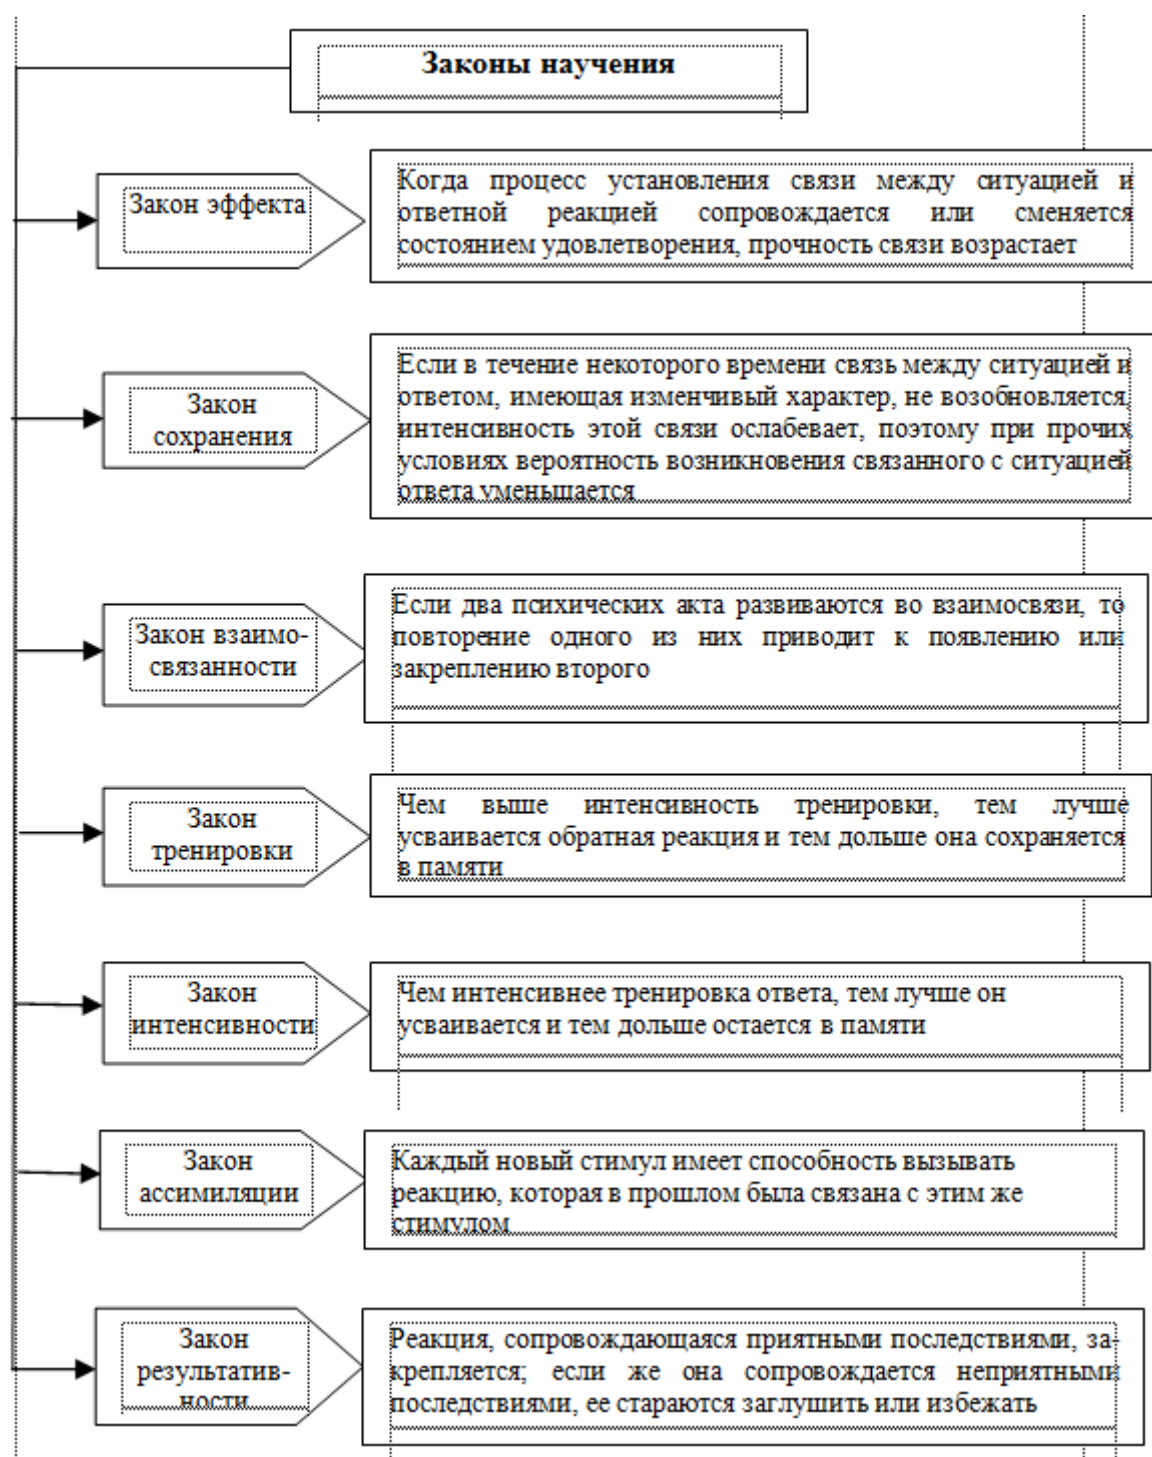 Законы научения
Закон эффекта
Когда процесс установления связи между ситуацией и
ответной реакцией сопровождается или сменяется
состоянием удовлетворения, прочность связи возрастает
Закон
сохранения
Если в течение некоторого времени связь между ситуацией и
ответом, имеющая изменчивый характер, не возобновляется,
интенсивность этой связи ослабевает, поэтому при прочих
условиях вероятность возникновения связанного с ситуацией
ответа уменьшается
Закон взаимо-
связанности
Если два психических акта развиваются во взаимосвязи, то
повторение одного из них приводит к появлению или
закреплению второго
Закон
тренировки
Чем выше интенсивность тренировки, тем лучше
усваивается обратная реакция и тем дольше она сохраняется
в памяти
Закон
интенсивности
Чем интенсивнее тренировка ответа, тем лучше он
усваивается и тем дольше остается в памяти
Закон
ассимиляции
Каждый новый стимул имеет способность вызывать
реакцию, которая в прошлом была связана с этим же
стимулом
Закон
результатив-
ности
Реакция, сопровождающаяся приятными последствиями, за-
крепляется; если же она сопровождается неприятными
последствиями, ее стараются заглушить или избежать